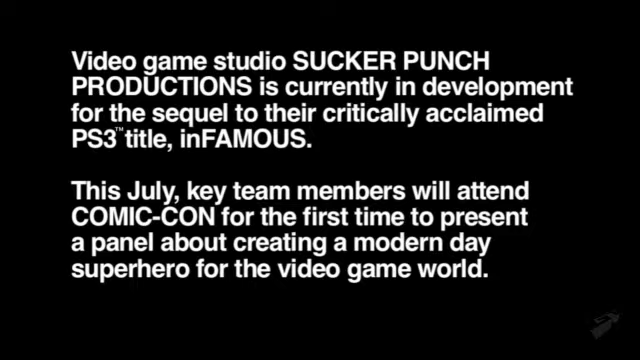 Video game studio SUCKER PUNCH
PRODUCTIONS is currently in development
for the sequel to their critically acclaimed
PS3™ title, inFAMOUS.
This July, key team members will attend
COMIC-CON for the first time to present
a panel about creating a modern day
superhero for the video game world.